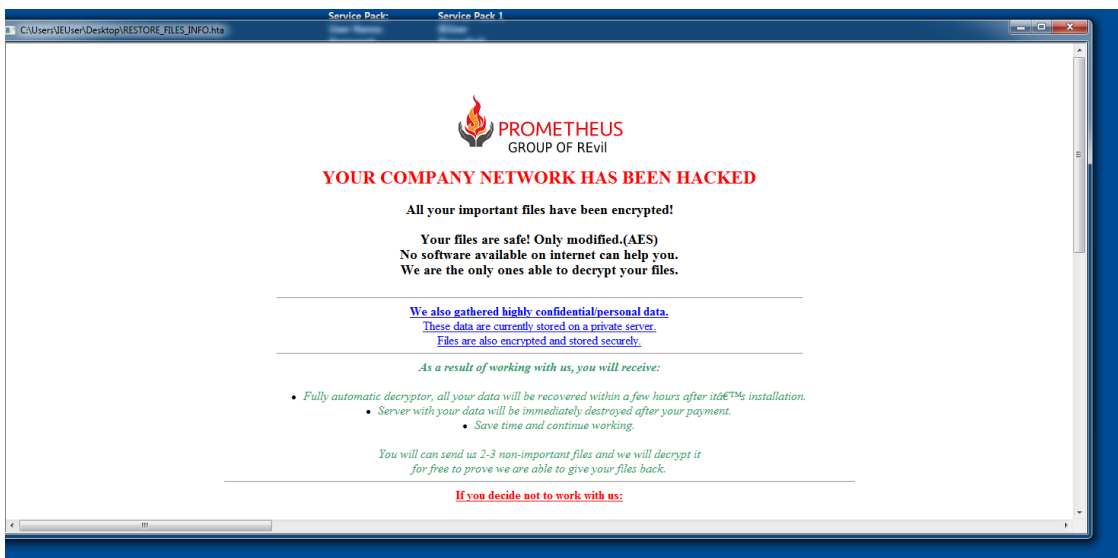 Service Pack: Service Pack 1
C:\Users\IEUser\Desktop\RESTORE_FILES_INFO.hta
PROMETHEUS
GROUP OF REvil
YOUR COMPANY NETWORK HAS BEEN HACKED
All your important files have been encrypted!
Your files are safe! Only modified.(AES)
No software available on internet can help you.
We are the only ones able to decrypt your files.
We also gathered highly confidential/personal data.
These data are currently stored on a private server.
Files are also encrypted and stored securely.
As a result of working with us, you will receive:
• Fully automatic decryptor, all your data will be recovered within a few hours after itâ€™s installation.
• Server with your data will be immediately destroyed after your payment.
• Save time and continue working.
You will can send us 2-3 non-important files and we will decrypt it
for free to prove we are able to give your files back.
If you decide not to work with us: